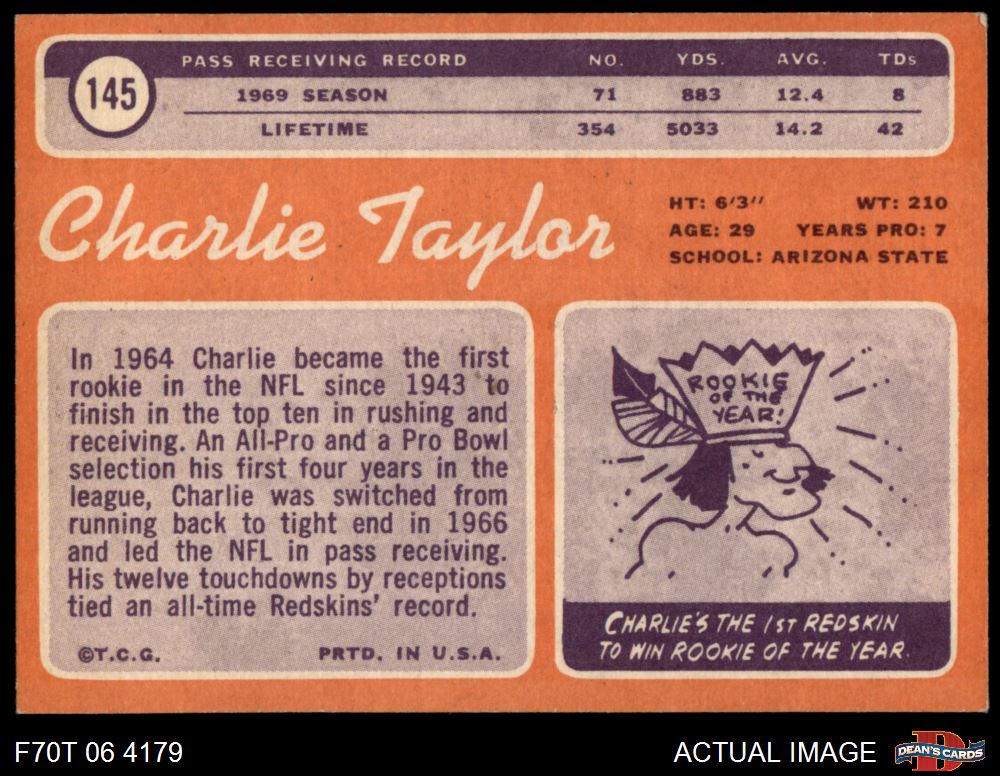 145
PASS RECEIVING RECORD NO. YDS. AVG. TDs
1969 SEASON 71 883 12.4 8
LIFETIME 354 5033 14.2 42
Charlie Taylor
HT: 6'3" WT: 210
AGE: 29 YEARS PRO: 7
SCHOOL: ARIZONA STATE
In 1964 Charlie became the first
rookie in the NFL since 1943 to
finish in the top ten in rushing and
receiving. An All-Pro and a Pro Bowl
selection his first four years in the
league, Charlie was switched from
running back to tight end in 1966
and led the NFL in pass receiving.
His twelve touchdowns by receptions
tied an all-time Redskins' record.
©T.C.G. PRTD. IN U.S.A.
ROOKIE
OF THE
YEAR!
CHARLIE'S THE 1ST REDSKIN
TO WIN ROOKIE OF THE YEAR.
F70T 06 4179
ACTUAL IMAGE
D
DEAN'S CARDS